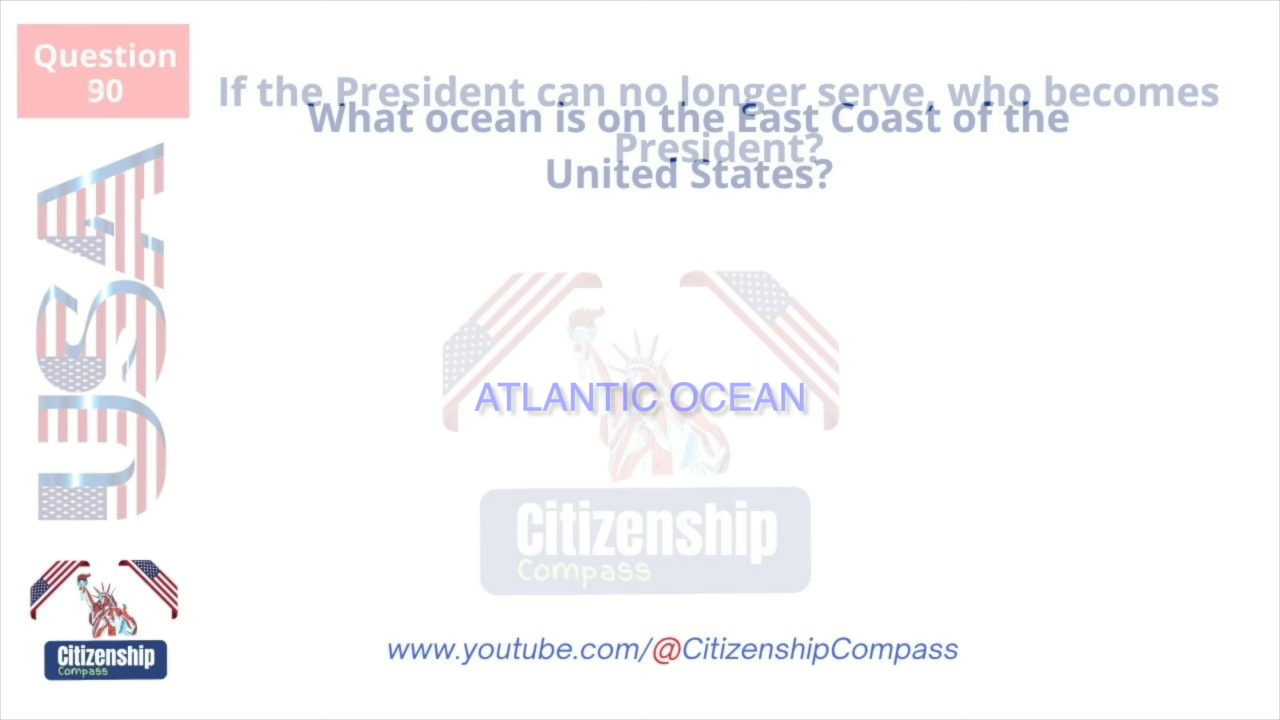 Question
30
If the President can no longer serve, who becomes
President?
What ocean is on the East Coast of the
United States?
USA
ATLANTIC OCEAN
Citizenship
Compass
Citizenship
Compass
www.youtube.com/@CitizenshipCompass